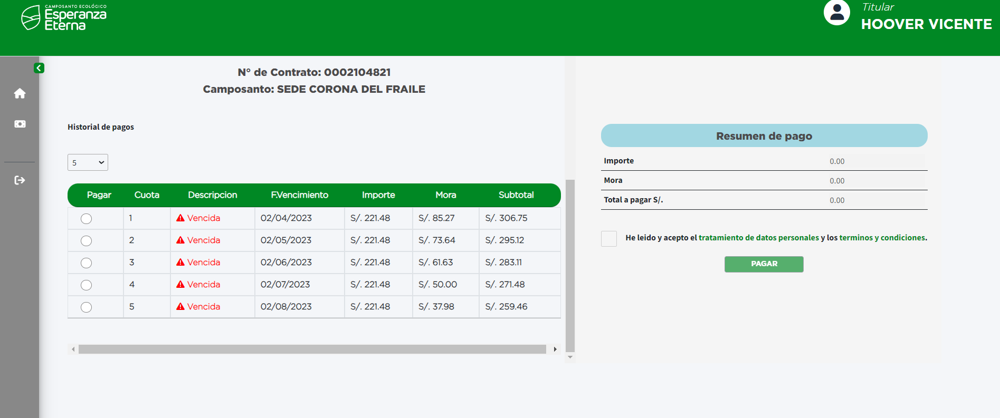 CAMPOSANTO ECOLÓGICO
Esperanza
Eterna
Titular
HOOVER VICENTE
N° de Contrato: 0002104821
Camposanto: SEDE CORONA DEL FRAILE
Historial de pagos
5
Pagar Cuota Descripcion F.Vencimiento Importe Mora Subtotal
1 Vencida 02/04/2023 S/. 221.48 S/. 85.27 S/. 306.75
2 Vencida 02/05/2023 S/. 221.48 S/. 73.64 S/. 295.12
3 Vencida 02/06/2023 S/. 221.48 S/. 61.63 S/. 283.11
4 Vencida 02/07/2023 S/. 221.48 S/. 50.00 S/. 271.48
5 Vencida 02/08/2023 S/. 221.48 S/. 37.98 S/. 259.46
Resumen de pago
Importe 0.00
Mora 0.00
Total a pagar S/. 0.00
He leido y acepto el tratamiento de datos personales y los terminos y condiciones.
PAGAR